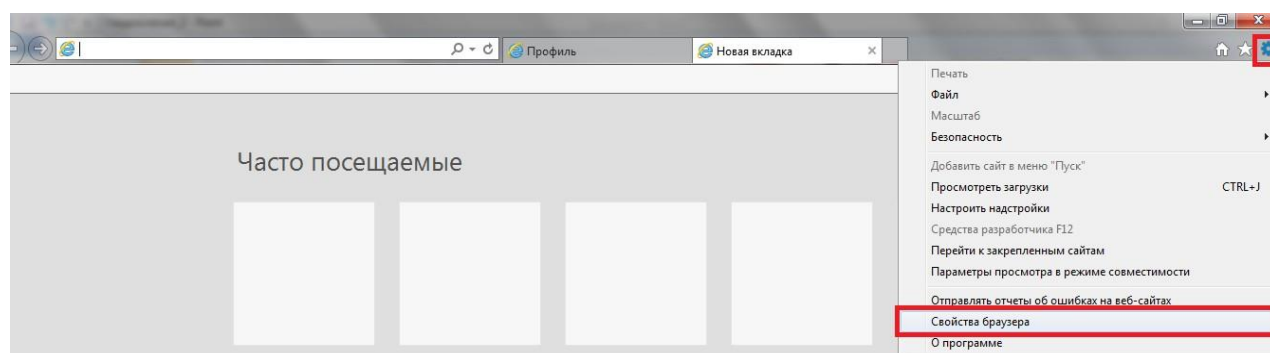 Профиль
Новая вкладка
Печать
Файл
Масштаб
Безопасность
Добавить сайт в меню "Пуск"
Просмотреть загрузки CTRL+J
Настроить надстройки
Средства разработчика F12
Перейти к закрепленным сайтам
Параметры просмотра в режиме совместимости
Отправлять отчеты об ошибках на веб-сайтах
Свойства браузера
О программе
Часто посещаемые